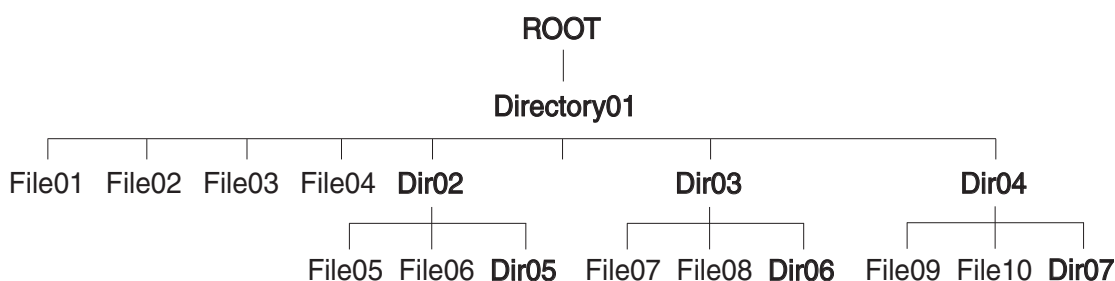 ROOT
Directory01
File01 File02 File03 File04 Dir02 Dir03 Dir04
File05 File06 Dir05 File07 File08 Dir06 File09 File10 Dir07